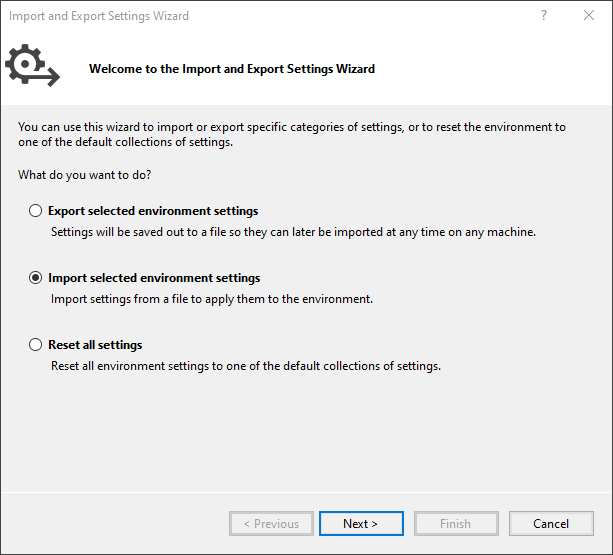 Import and Export Settings Wizard
?
Welcome to the Import and Export Settings Wizard
You can use this wizard to import or export specific categories of settings, or to reset the environment to
one of the default collections of settings.
What do you want to do?
Export selected environment settings
Settings will be saved out to a file so they can later be imported at any time on any machine.
Import selected environment settings
Import settings from a file to apply them to the environment.
Reset all settings
Reset all environment settings to one of the default collections of settings.
< Previous Next > Finish Cancel